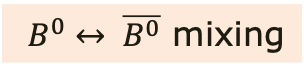 B⁰ ↔ B̅⁰ mixing